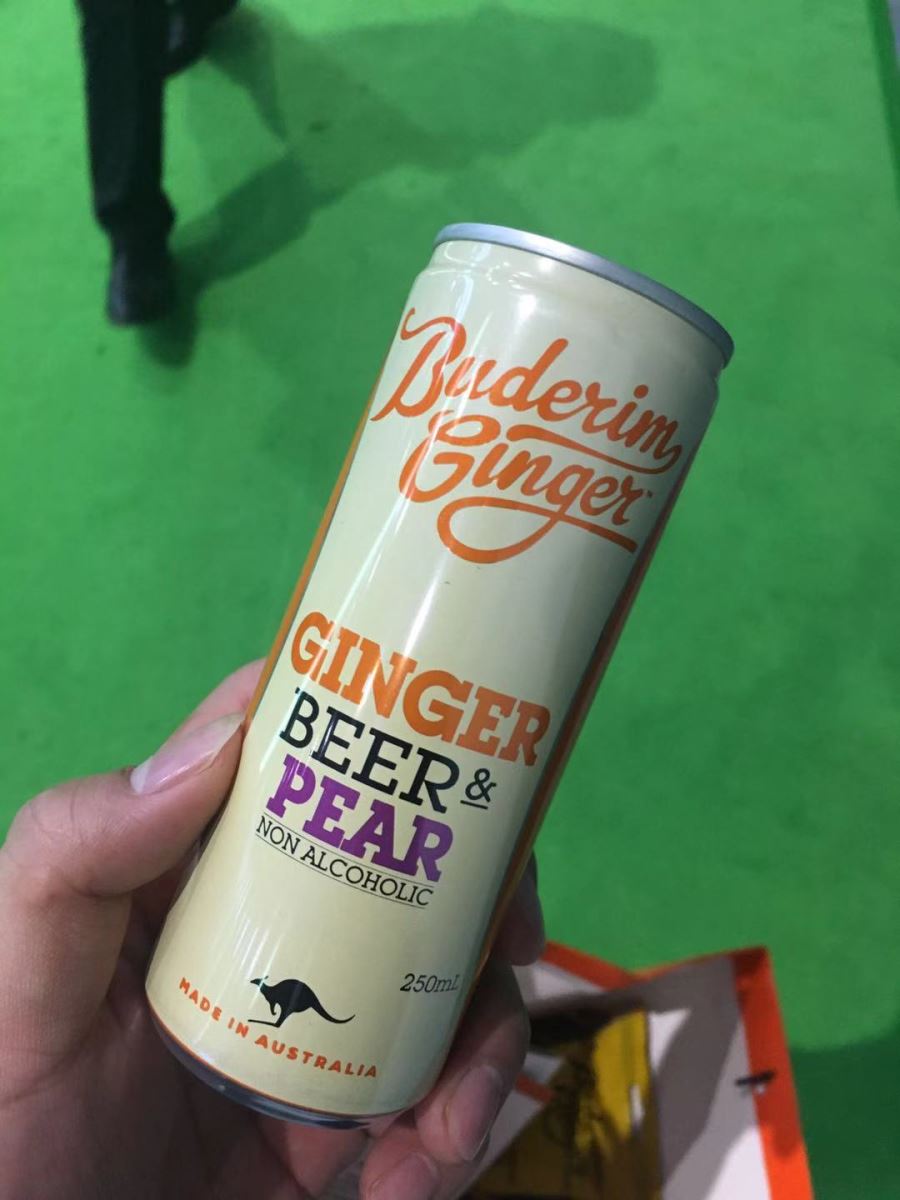 Buderim
Ginger
GINGER
BEER &
PEAR
NON ALCOHOLIC
250mL
MADE IN AUSTRALIA